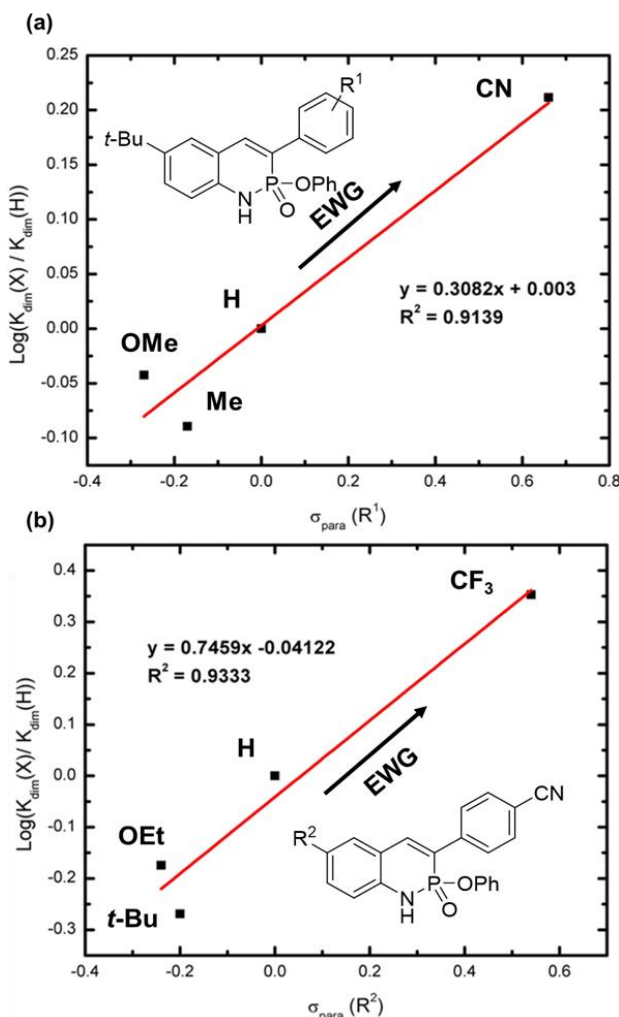 (a)
Log(K_dim(X) / K_dim(H))
0.25
0.20
0.15
0.10
0.05
0.00
-0.05
-0.10
CN
R¹
t-Bu
P
OPh
NH
O
EWG
H
y = 0.3082x + 0.003
R² = 0.9139
OMe
Me
-0.4 -0.2 0.0 0.2 0.4 0.6 0.8
σ_para (R¹)
(b)
Log(K_dim(X)/ K_dim(H))
0.4
0.3
0.2
0.1
0.0
-0.1
-0.2
-0.3
CF₃
y = 0.7459x -0.04122
R² = 0.9333
H
EWG
OEt
t-Bu
CN
R²
P
OPh
NH
O
-0.4 -0.2 0.0 0.2 0.4 0.6
σ_para (R²)